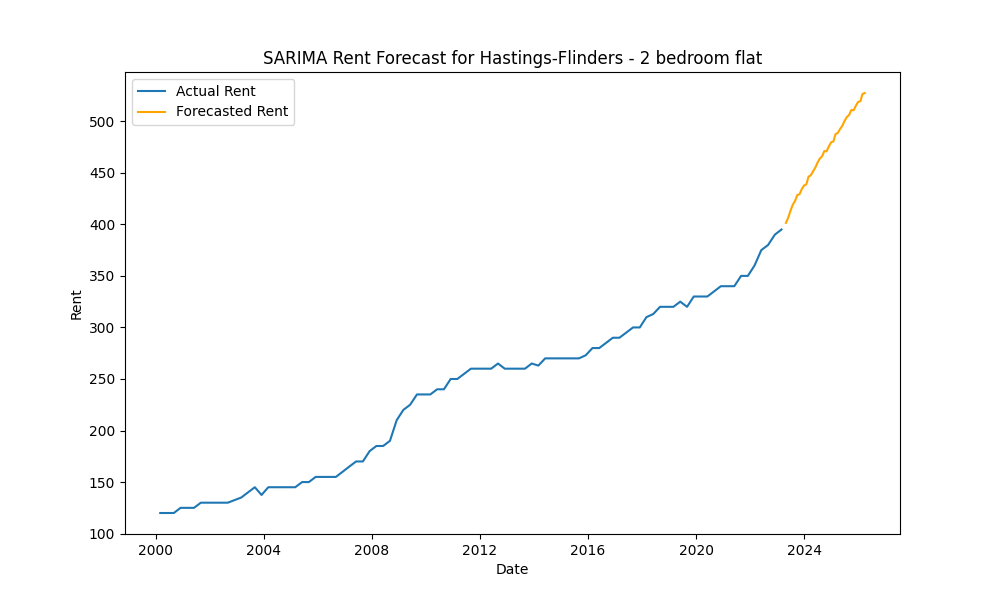 SARIMA Rent Forecast for Hastings-Flinders - 2 bedroom flat
Actual Rent
Forecasted Rent
500
450
400
350
300
250
200
150
100
Rent
2000 2004 2008 2012 2016 2020 2024
Date